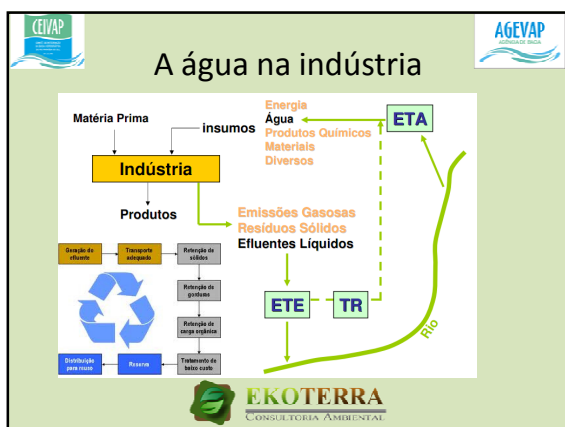 CEIVAP
AGEVAP
AGÊNCIA DE BACIA
A água na indústria
Matéria Prima
insumos
Energia
Água
Produtos Químicos
Materiais
Diversos
ETA
Indústria
Produtos
Emissões Gasosas
Resíduos Sólidos
Efluentes Líquidos
Geração do
efluente
Transporte
adequado
Retenção de
sólidos
Retenção de
gorduras
Retenção de
carga orgânica
Tratamento de
baixo custo
Reserva
Distribuição
para reuso
ETE
TR
Rio
EKOTERRA
CONSULTORIA AMBIENTAL